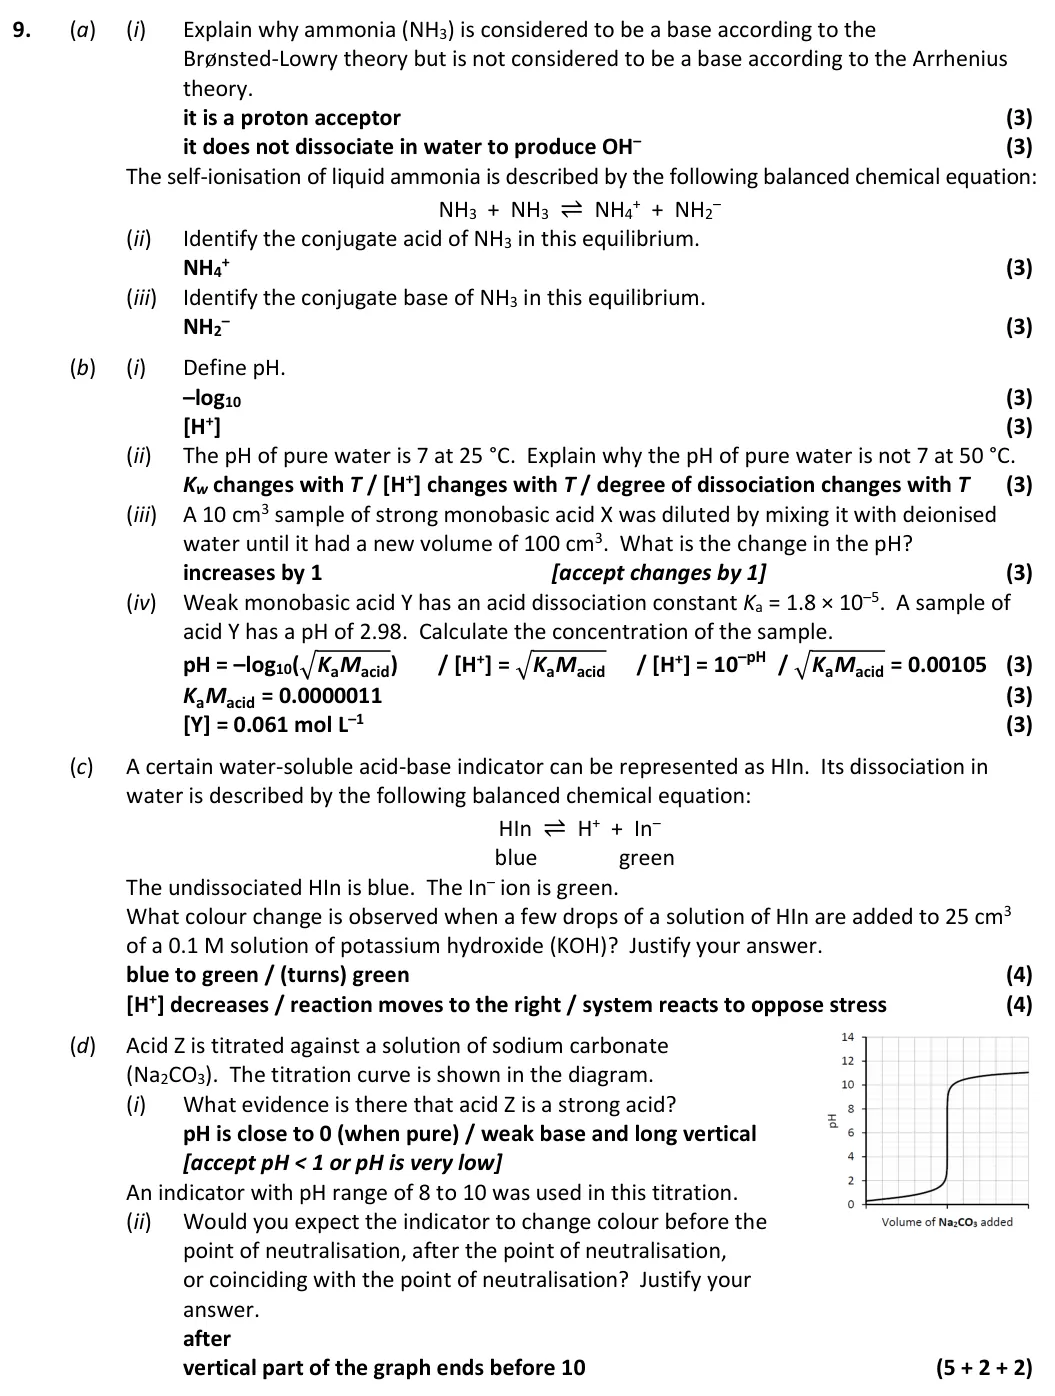 9. (a) (i) Explain why ammonia (NH₃) is considered to be a base according to the
Brønsted-Lowry theory but is not considered to be a base according to the Arrhenius
theory.
it is a proton acceptor (3)
it does not dissociate in water to produce OH⁻ (3)
The self-ionisation of liquid ammonia is described by the following balanced chemical equation:
NH₃ + NH₃ ⇌ NH₄⁺ + NH₂⁻
(ii) Identify the conjugate acid of NH₃ in this equilibrium.
NH₄⁺ (3)
(iii) Identify the conjugate base of NH₃ in this equilibrium.
NH₂⁻ (3)
(b) (i) Define pH.
–log₁₀ (3)
[H⁺] (3)
(ii) The pH of pure water is 7 at 25 °C. Explain why the pH of pure water is not 7 at 50 °C.
K_w changes with T / [H⁺] changes with T / degree of dissociation changes with T (3)
(iii) A 10 cm³ sample of strong monobasic acid X was diluted by mixing it with deionised
water until it had a new volume of 100 cm³. What is the change in the pH?
increases by 1 [accept changes by 1] (3)
(iv) Weak monobasic acid Y has an acid dissociation constant Kₐ = 1.8 × 10⁻⁵. A sample of
acid Y has a pH of 2.98. Calculate the concentration of the sample.
pH = –log₁₀(√KₐM_acid) / [H⁺] = √KₐM_acid / [H⁺] = 10^–pH / √KₐM_acid = 0.00105 (3)
KₐM_acid = 0.0000011 (3)
[Y] = 0.061 mol L⁻¹ (3)
(c) A certain water-soluble acid-base indicator can be represented as HIn. Its dissociation in
water is described by the following balanced chemical equation:
HIn ⇌ H⁺ + In⁻
blue green
The undissociated HIn is blue. The In⁻ ion is green.
What colour change is observed when a few drops of a solution of HIn are added to 25 cm³
of a 0.1 M solution of potassium hydroxide (KOH)? Justify your answer.
blue to green / (turns) green (4)
[H⁺] decreases / reaction moves to the right / system reacts to oppose stress (4)
(d) Acid Z is titrated against a solution of sodium carbonate
(Na₂CO₃). The titration curve is shown in the diagram.
(i) What evidence is there that acid Z is a strong acid?
pH is close to 0 (when pure) / weak base and long vertical
[accept pH < 1 or pH is very low]
An indicator with pH range of 8 to 10 was used in this titration.
(ii) Would you expect the indicator to change colour before the
point of neutralisation, after the point of neutralisation,
or coinciding with the point of neutralisation? Justify your
answer.
after
vertical part of the graph ends before 10 (5 + 2 + 2)
14
12
10
8
6
4
2
0
pH
Volume of Na₂CO₃ added